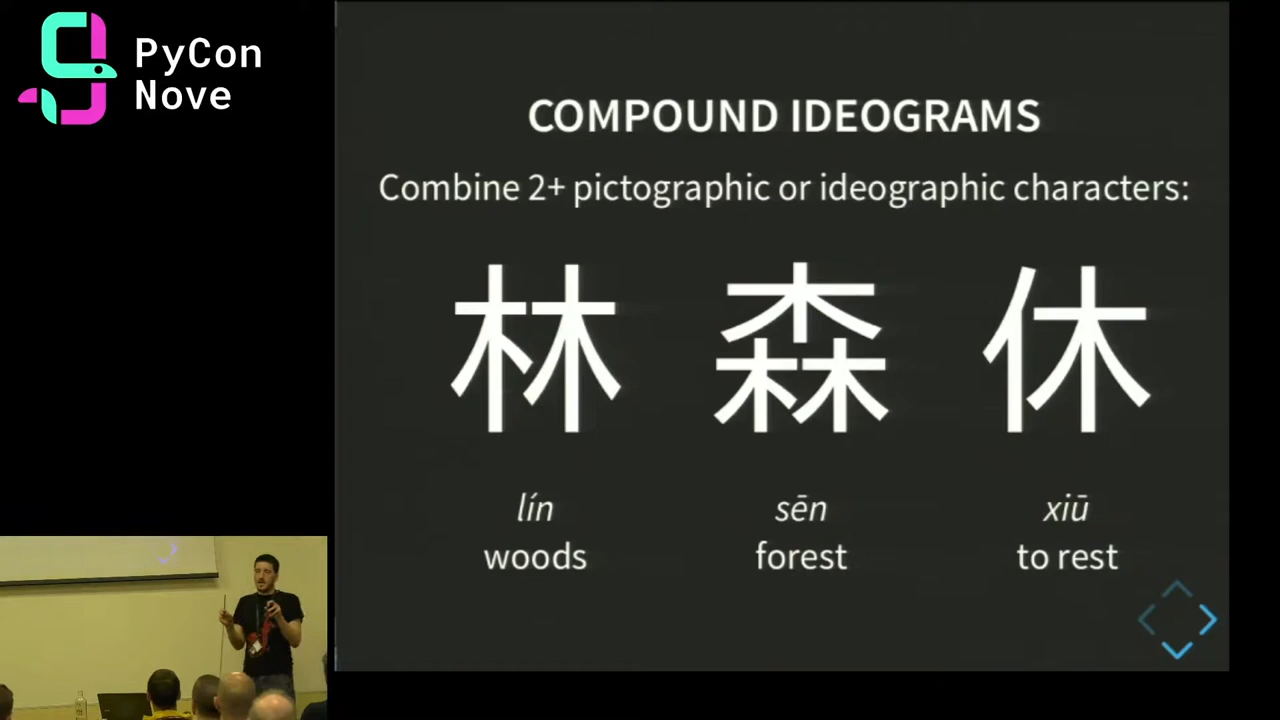 PyCon
Nove
COMPOUND IDEOGRAMS
Combine 2+ pictographic or ideographic characters:
林 森 休
lín sēn xiū
woods forest to rest